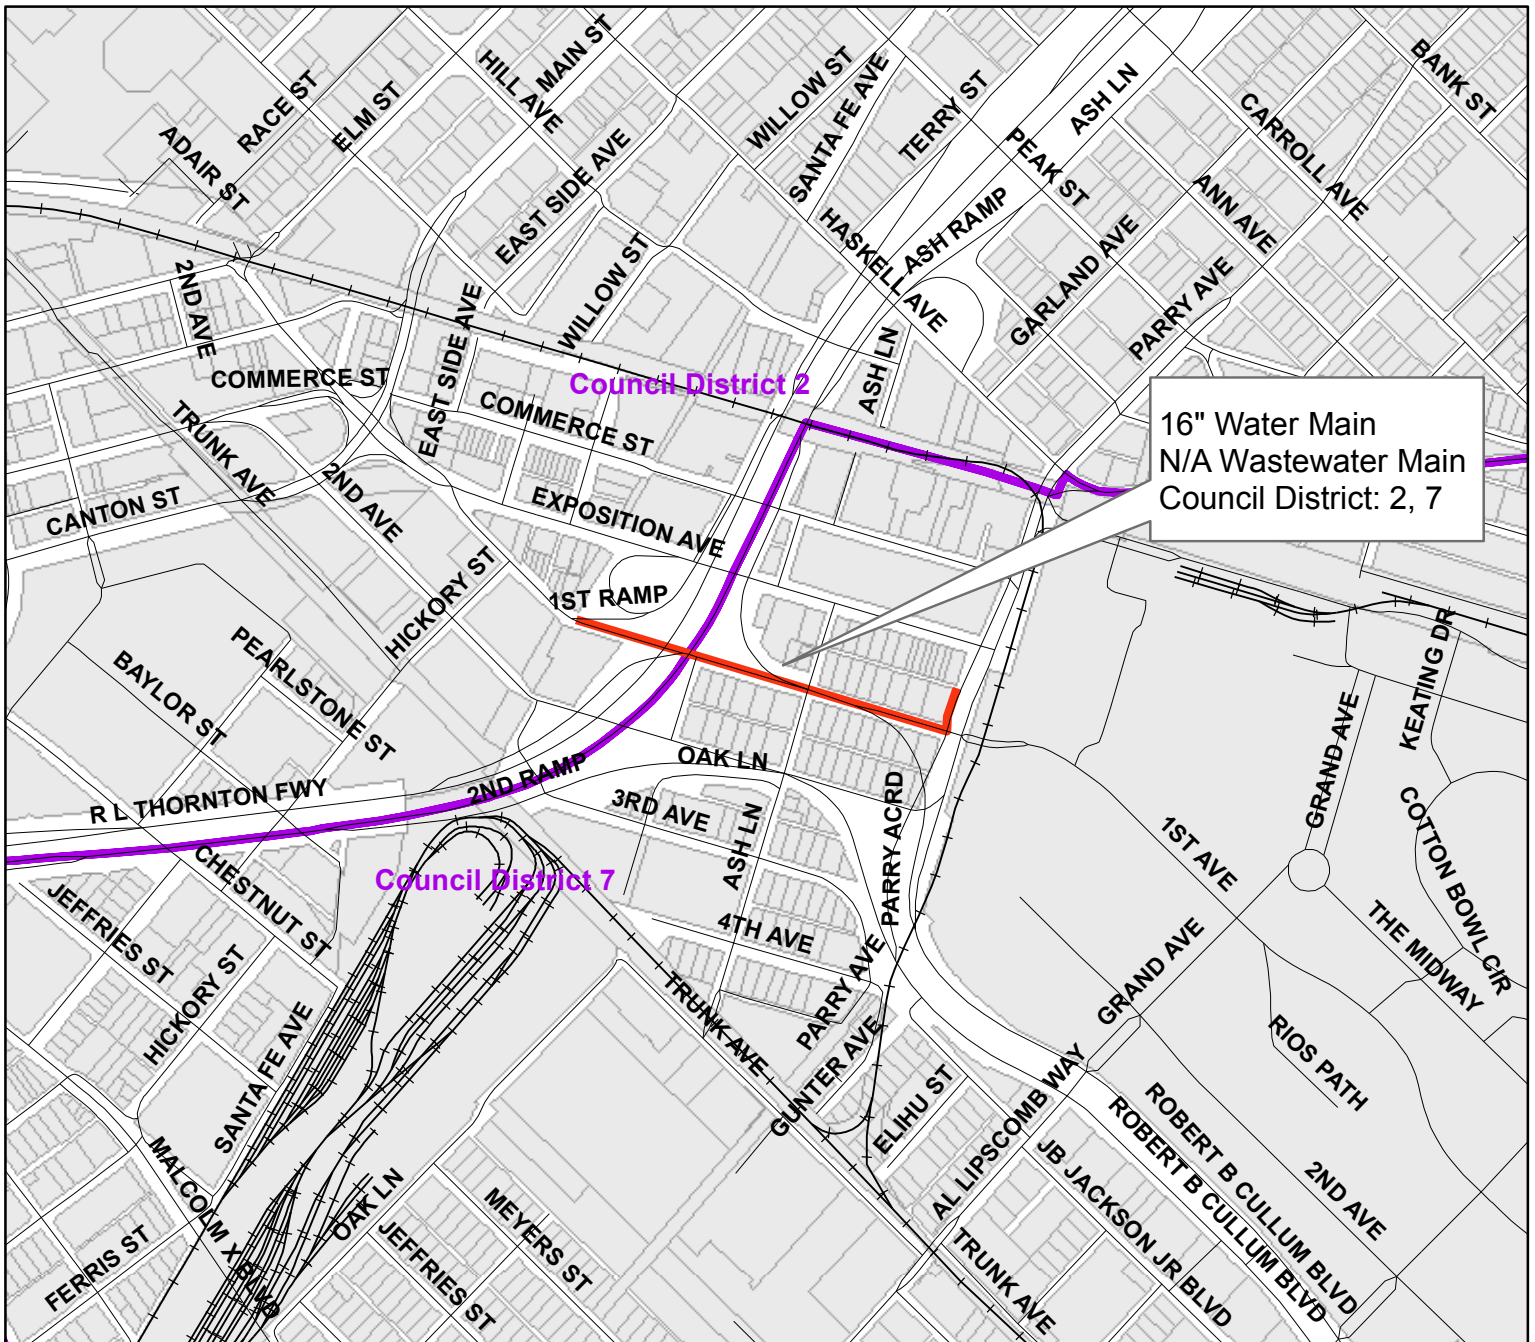 MAIN ST
HILL AVE
RACE ST
ELM ST
ADAIR ST
WILLOW ST
SANTA FE AVE
TERRY ST
ASH LN
BANK ST
CARROLL AVE
PEAK ST
ANN AVE
EAST SIDE AVE
HASKELL AVE
ASH RAMP
GARLAND AVE
PARRY AVE
2ND AVE
WILLOW ST
EAST SIDE AVE
ASH LN
COMMERCE ST
Council District 2
COMMERCE ST
TRUNK AVE
2ND AVE
16" Water Main
N/A Wastewater Main
Council District: 2, 7
CANTON ST
EXPOSITION AVE
HICKORY ST
1ST RAMP
PEARLSTONE ST
BAYLOR ST
KEATING DR
GRAND AVE
OAK LN
2ND RAMP
R L THORNTON FWY
3RD AVE
ASH LN
PARRY ACRD
1ST AVE
COTTON BOWL CIR
CHESTNUT ST
Council District 7
JEFFRIES ST
HICKORY ST
4TH AVE
PARRY AVE
GRAND AVE
THE MIDWAY
SANTA FE AVE
TRUNK AVE
GUNTER AVE
RIOS PATH
ELIHU ST
AL LIPSCOMB WAY
ROBERT B CULLUM BLVD
ROBERT B CULLUM BLVD
JB JACKSON JR BLVD
2ND AVE
MALCOLM X BLVD
OAK LN
MEYERS ST
JEFFRIES ST
FERRIS ST
TRUNK AVE